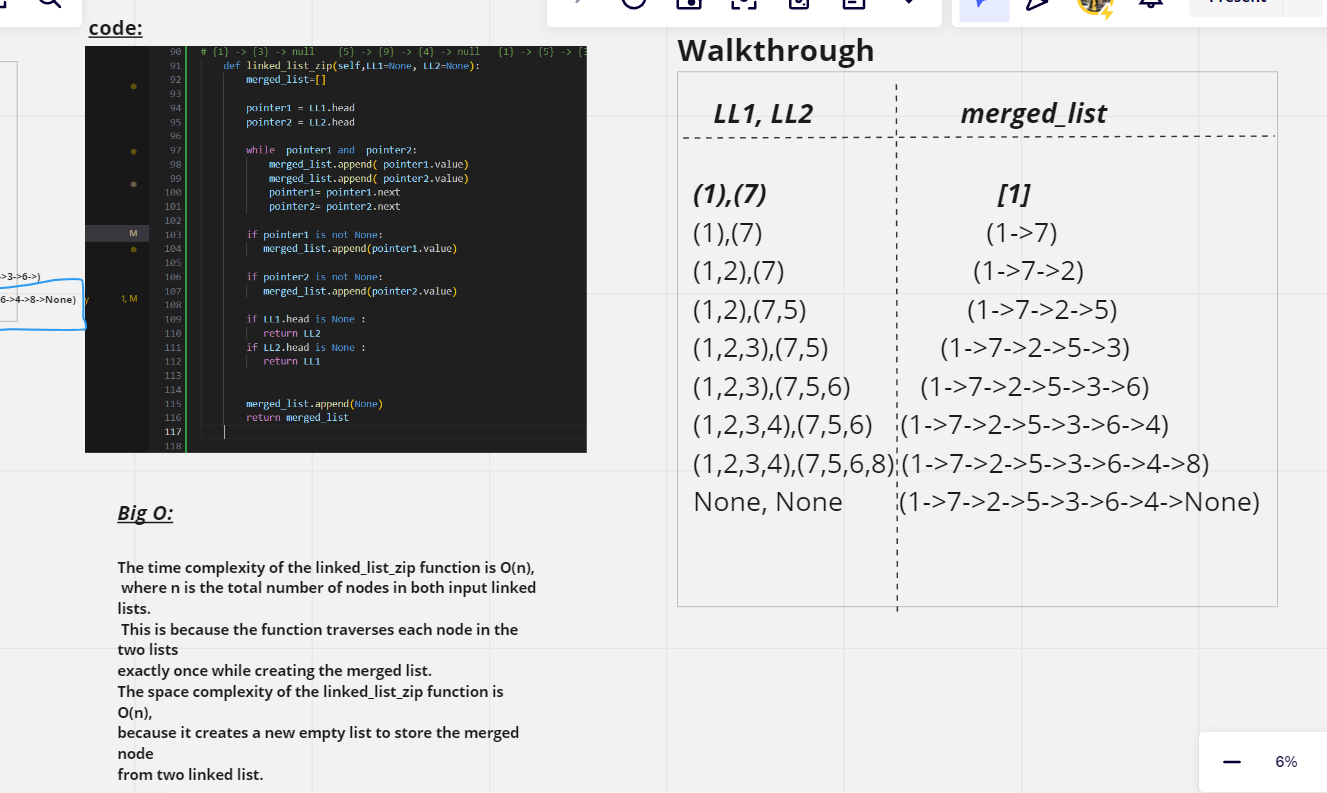 code:
90 # {1} -> {3} -> null {5} -> {9} -> {4} -> null {1} -> {5} -> {3
91 def linked_list_zip(self,LL1=None, LL2=None):
92 merged_list=[]
93
94 pointer1 = LL1.head
95 pointer2 = LL2.head
96
97 while pointer1 and pointer2:
98 merged_list.append( pointer1.value)
99 merged_list.append( pointer2.value)
100 pointer1= pointer1.next
101 pointer2= pointer2.next
102
103 if pointer1 is not None:
104 merged_list.append(pointer1.value)
105
106 if pointer2 is not None:
107 merged_list.append(pointer2.value)
108
109 if LL1.head is None :
110 return LL2
111 if LL2.head is None :
112 return LL1
113
114
115 merged_list.append(None)
116 return merged_list
117
118
M
y 1, M
->3->6->)
6->4->8->None)
Big O:
The time complexity of the linked_list_zip function is O(n),
where n is the total number of nodes in both input linked
lists.
This is because the function traverses each node in the
two lists
exactly once while creating the merged list.
The space complexity of the linked_list_zip function is
O(n),
because it creates a new empty list to store the merged
node
from two linked list.
Present
Walkthrough
LL1, LL2 merged_list
(1),(7) [1]
(1),(7) (1->7)
(1,2),(7) (1->7->2)
(1,2),(7,5) (1->7->2->5)
(1,2,3),(7,5) (1->7->2->5->3)
(1,2,3),(7,5,6) (1->7->2->5->3->6)
(1,2,3,4),(7,5,6) (1->7->2->5->3->6->4)
(1,2,3,4),(7,5,6,8) (1->7->2->5->3->6->4->8)
None, None (1->7->2->5->3->6->4->None)
6%